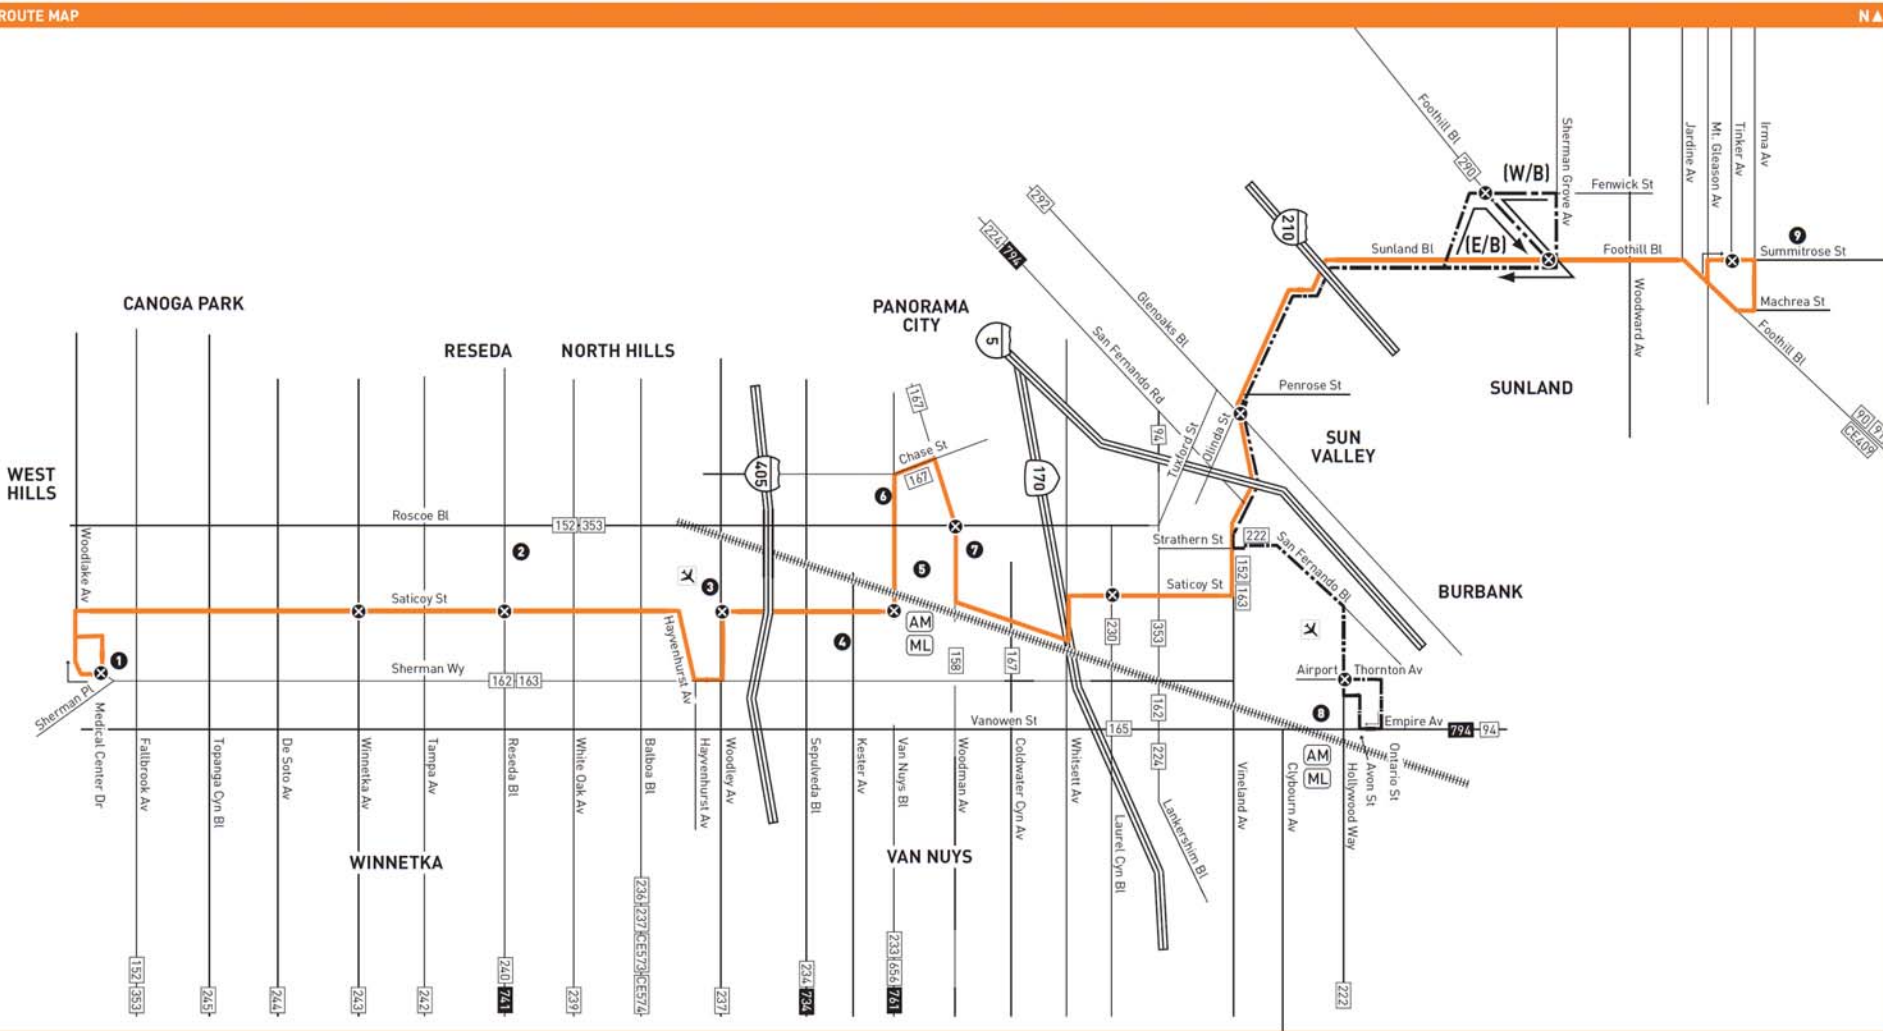 ROUTE MAP
N
CANOGA PARK
RESEDA
NORTH HILLS
PANORAMA
CITY
WEST
HILLS
SUNLAND
SUN
VALLEY
BURBANK
WINNETKA
VAN NUYS
Foothill Bl
290
(W/B)
(E/B)
Sherman Grove Av
Fenwick St
Jardine Av
Mt. Gleason Av
Tinker Av
Irma Av
9
Summitrose St
Sunland Bl
Foothill Bl
Woodward Av
Machrea St
Foothill Bl
90 91
CE409
292
224 794
210
Glenoaks Bl
San Fernando Rd
5
Penrose St
Tuxford St
Olinda St
94
167
Chase St
167
405
170
6
Roscoe Bl
152 353
2
7
5
3
Strathern St
222
San Fernando Bl
Woodlake Av
Saticoy St
Saticoy St
152 163
Hayvenhurst Av
AM
ML
4
1
Sherman Wy
162 163
158
167
230
353
Airport
Thornton Av
Sherman Pl
Medical Center Dr
Vanowen St
165
162
224
8
Empire Av
794 94
AM
ML
Fallbrook Av
Topanga Cyn Bl
De Soto Av
Winnetka Av
Tampa Av
Reseda Bl
White Oak Av
Balboa Bl
Hayvenhurst Av
Woodley Av
Sepulveda Bl
Kester Av
Van Nuys Bl
Woodman Av
Coldwater Cyn Av
Whitsett Av
Laurel Cyn Bl
Lankershim Bl
Vineland Av
Clybourn Av
Hollywood Way
Avon St
Ontario St
152 353
245
244
243
242
240 741
239
236 237 CE573 CE574
237
234 734
233 656 761
222